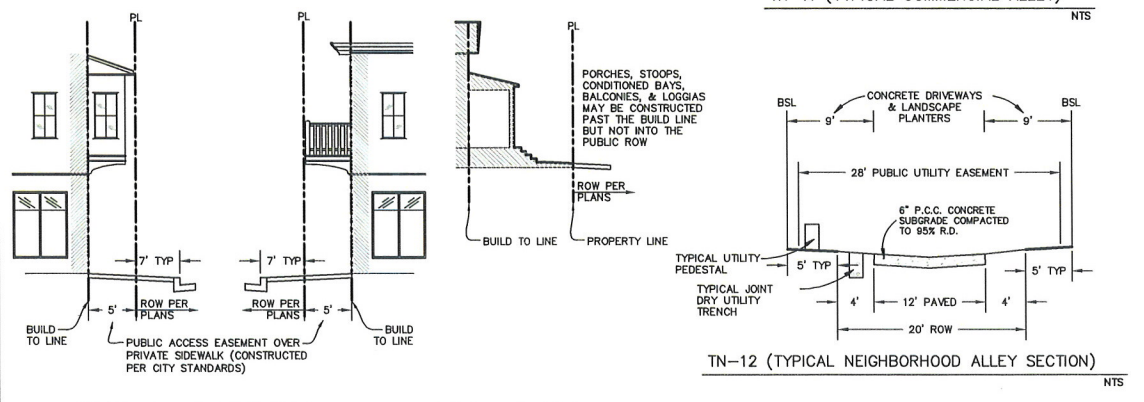 NTS
PL
PL
7' TYP
7' TYP
5'
5'
ROW PER
PLANS
ROW PER
PLANS
BUILD
TO LINE
BUILD
TO LINE
PUBLIC ACCESS EASEMENT OVER
PRIVATE SIDEWALK (CONSTRUCTED
PER CITY STANDARDS)
PL
PORCHES, STOOPS,
CONDITIONED BAYS,
BALCONIES, & LOGGIAS
MAY BE CONSTRUCTED
PAST THE BUILD LINE
BUT NOT INTO THE
PUBLIC ROW
ROW PER
PLANS
BUILD TO LINE
PROPERTY LINE
BSL
CONCRETE DRIVEWAYS
& LANDSCAPE
PLANTERS
BSL
9'
9'
28' PUBLIC UTILITY EASEMENT
6" P.C.C. CONCRETE
SUBGRADE COMPACTED
TO 95% R.D.
TYPICAL UTILITY
PEDESTAL
5' TYP
5' TYP
TYPICAL JOINT
DRY UTILITY
TRENCH
4'
12' PAVED
4'
20' ROW
TN-12 (TYPICAL NEIGHBORHOOD ALLEY SECTION)
NTS